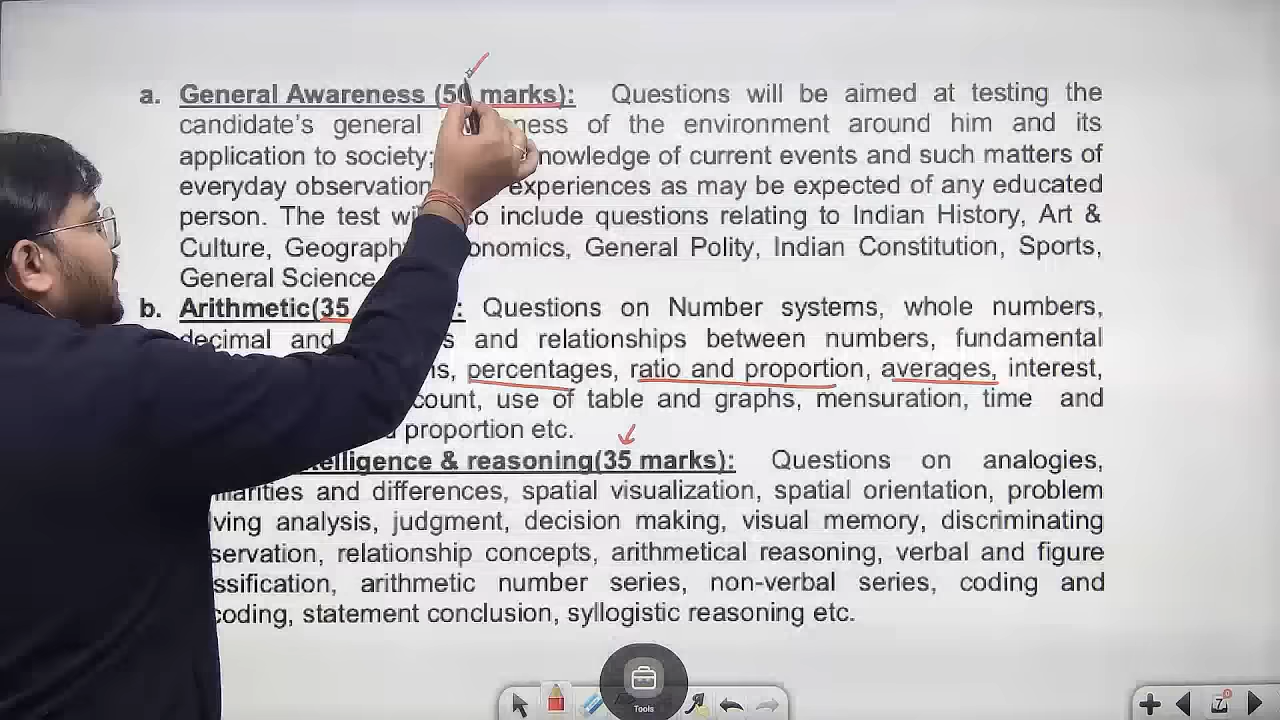 a. General Awareness (50 marks): Questions will be aimed at testing the
candidate's general ness of the environment around him and its
application to society; nowledge of current events and such matters of
everyday observation experiences as may be expected of any educated
person. The test wi so include questions relating to Indian History, Art &
Culture, Geograph onomics, General Polity, Indian Constitution, Sports,
General Science
b. Arithmetic(35 : Questions on Number systems, whole numbers,
decimal and s and relationships between numbers, fundamental
ns, percentages, ratio and proportion, averages, interest,
count, use of table and graphs, mensuration, time and
proportion etc.
telligence & reasoning(35 marks): Questions on analogies,
ilarities and differences, spatial visualization, spatial orientation, problem
lving analysis, judgment, decision making, visual memory, discriminating
servation, relationship concepts, arithmetical reasoning, verbal and figure
ssification, arithmetic number series, non-verbal series, coding and
coding, statement conclusion, syllogistic reasoning etc.
Tools
7